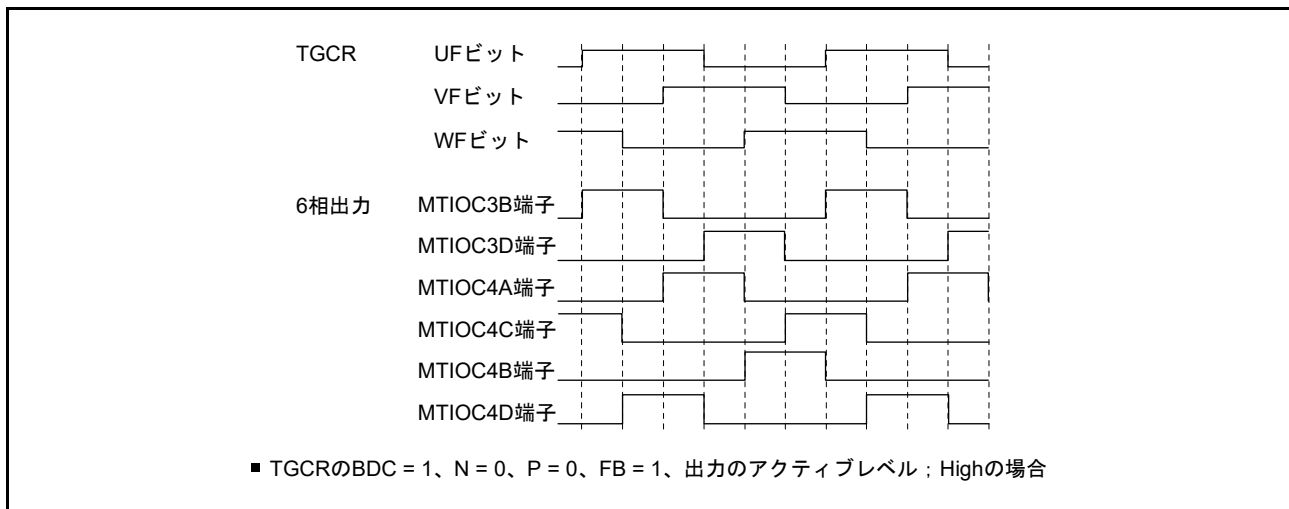 TGCR UFビット
VFビット
WFビット
6相出力 MTIOC3B端子
MTIOC3D端子
MTIOC4A端子
MTIOC4C端子
MTIOC4B端子
MTIOC4D端子
■ TGCRのBDC = 1、N = 0、P = 0、FB = 1、出力のアクティブレベル；Highの場合